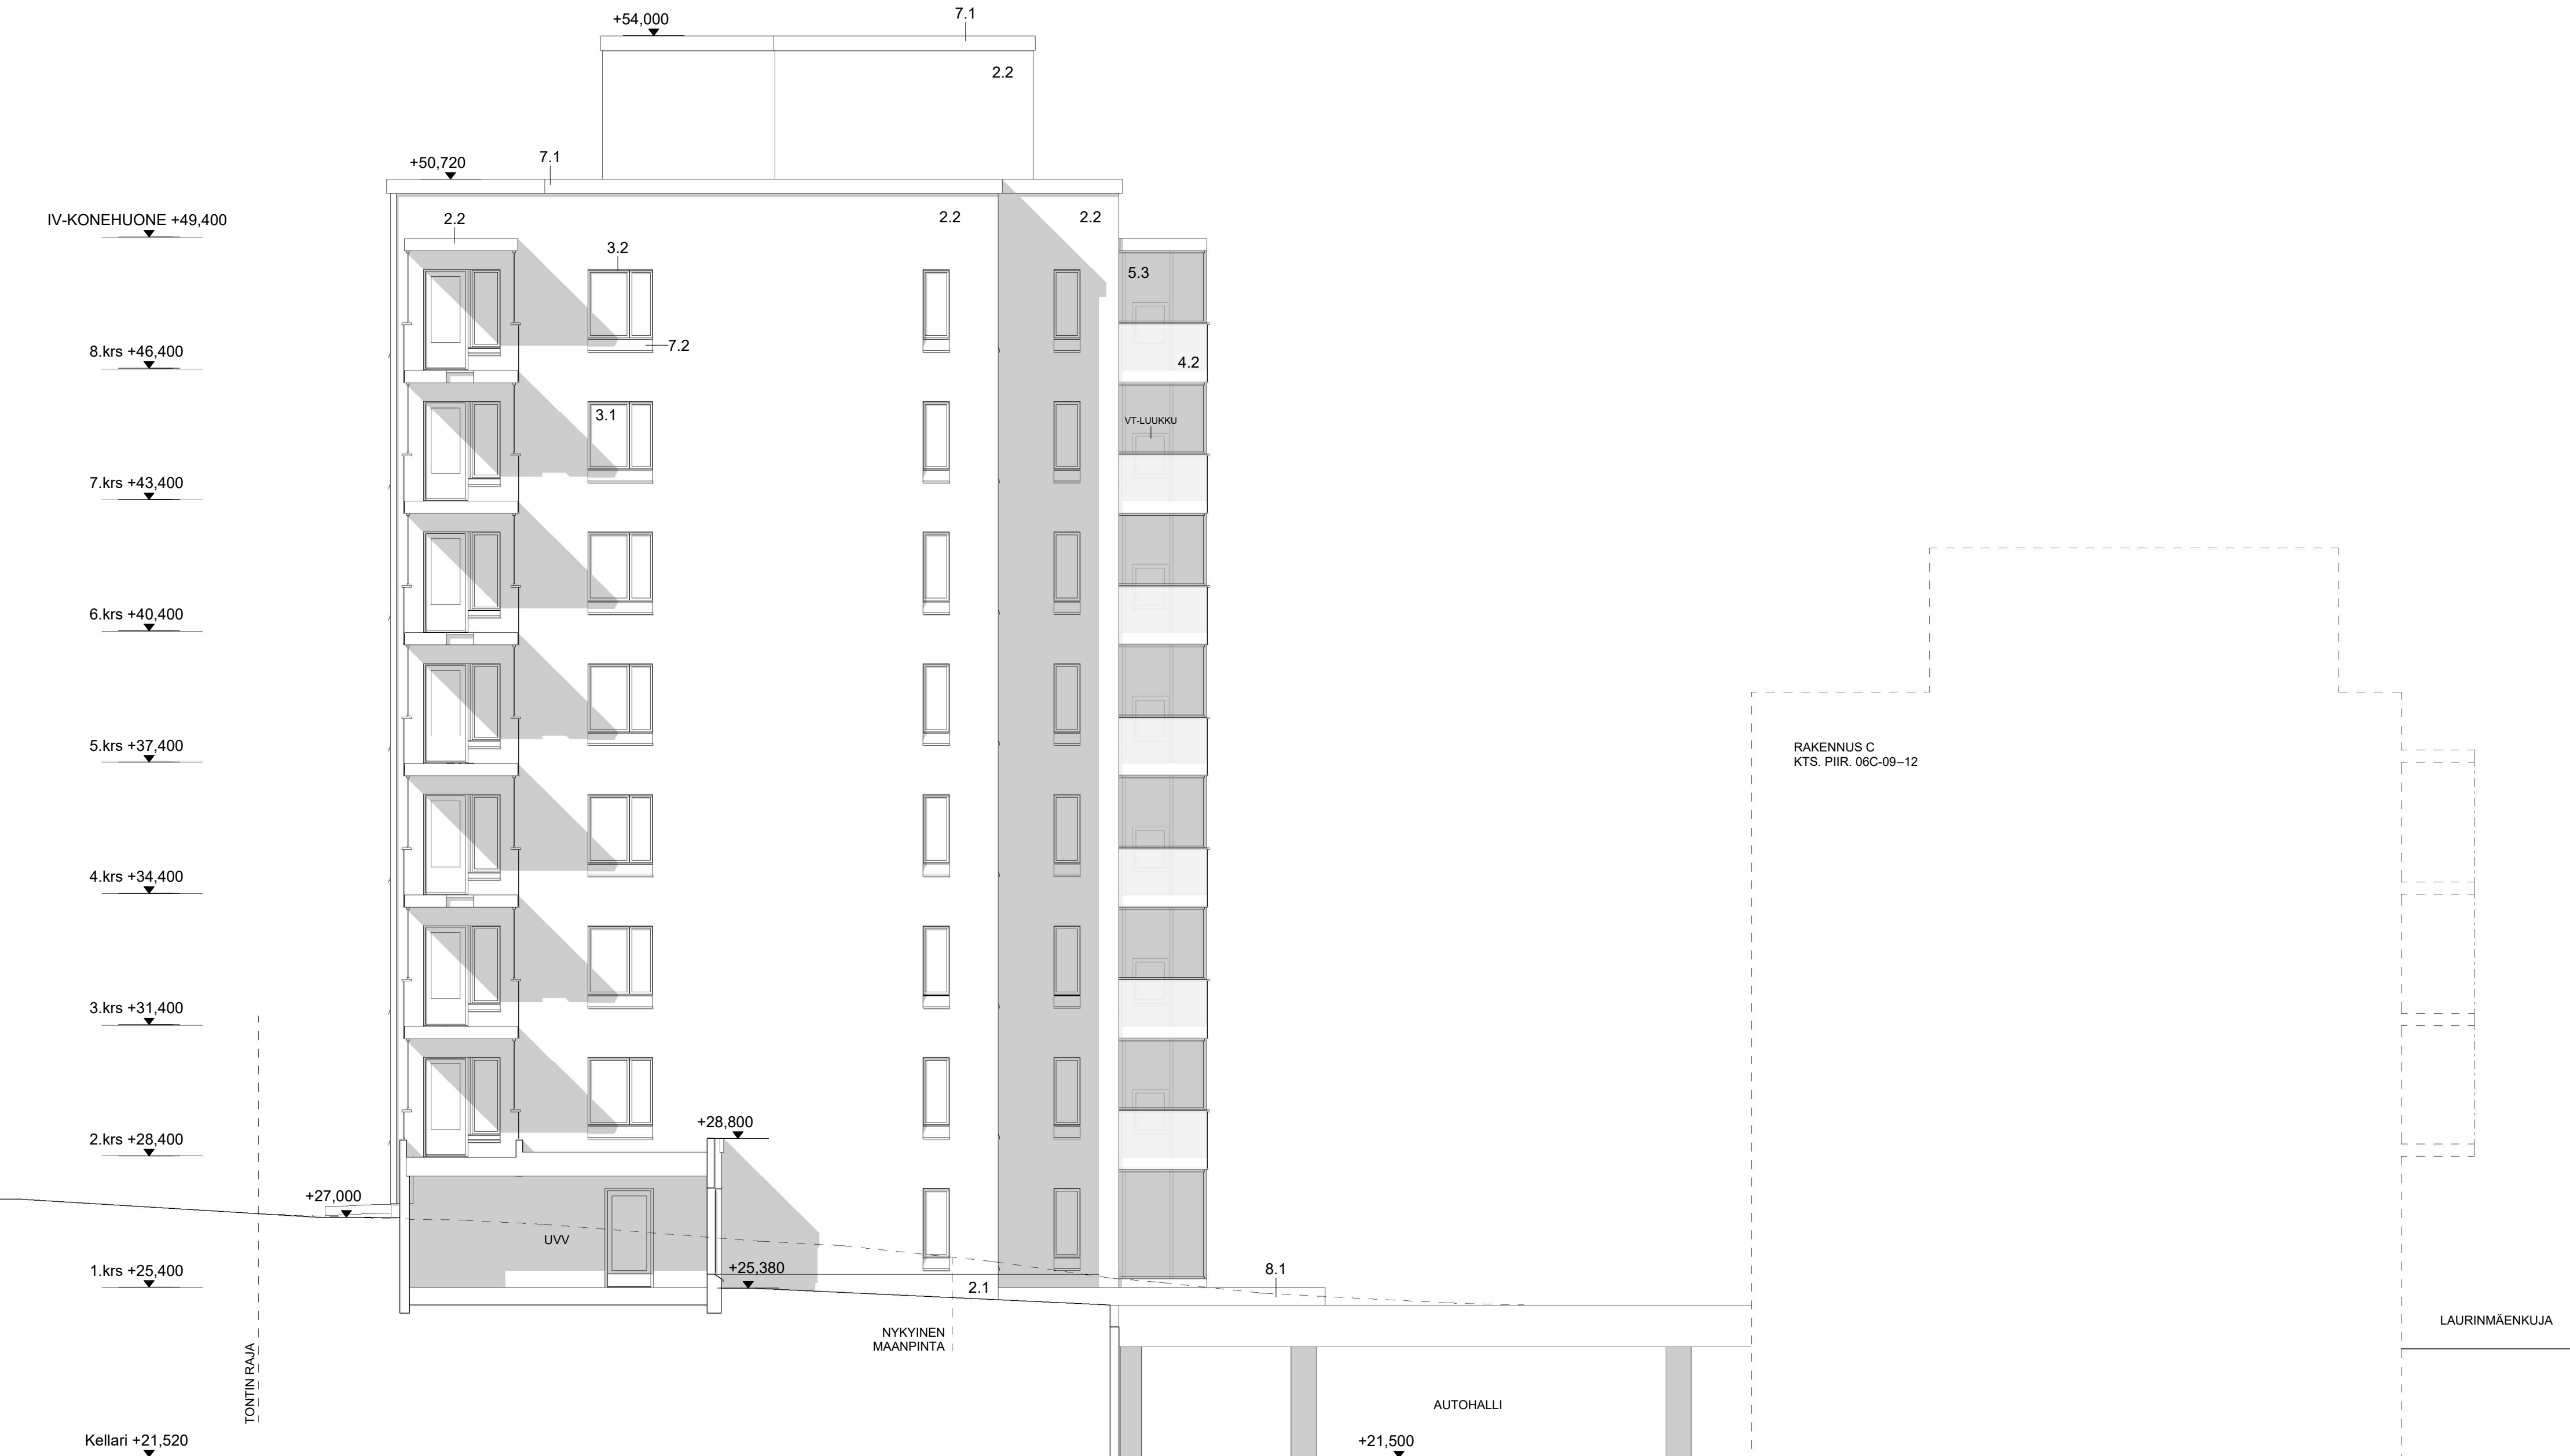 7.1
+54,000
2.2
7.1
+50,720
IV-KONEHUONE +49,400
2.2
2.2
2.2
3.2
5.3
7.2
8.krs +46,400
4.2
3.1
VT-LUUKKU
7.krs +43,400
6.krs +40,400
5.krs +37,400
RAKENNUS C
KTS. PIIR. 06C-09–12
4.krs +34,400
3.krs +31,400
+28,800
2.krs +28,400
+27,000
UVV
1.krs +25,400
+25,380
8.1
2.1
NYKYINEN
MAANPINTA
LAURINMÄENKUJA
TONTIN RAJA
AUTOHALLI
Kellari +21,520
+21,500